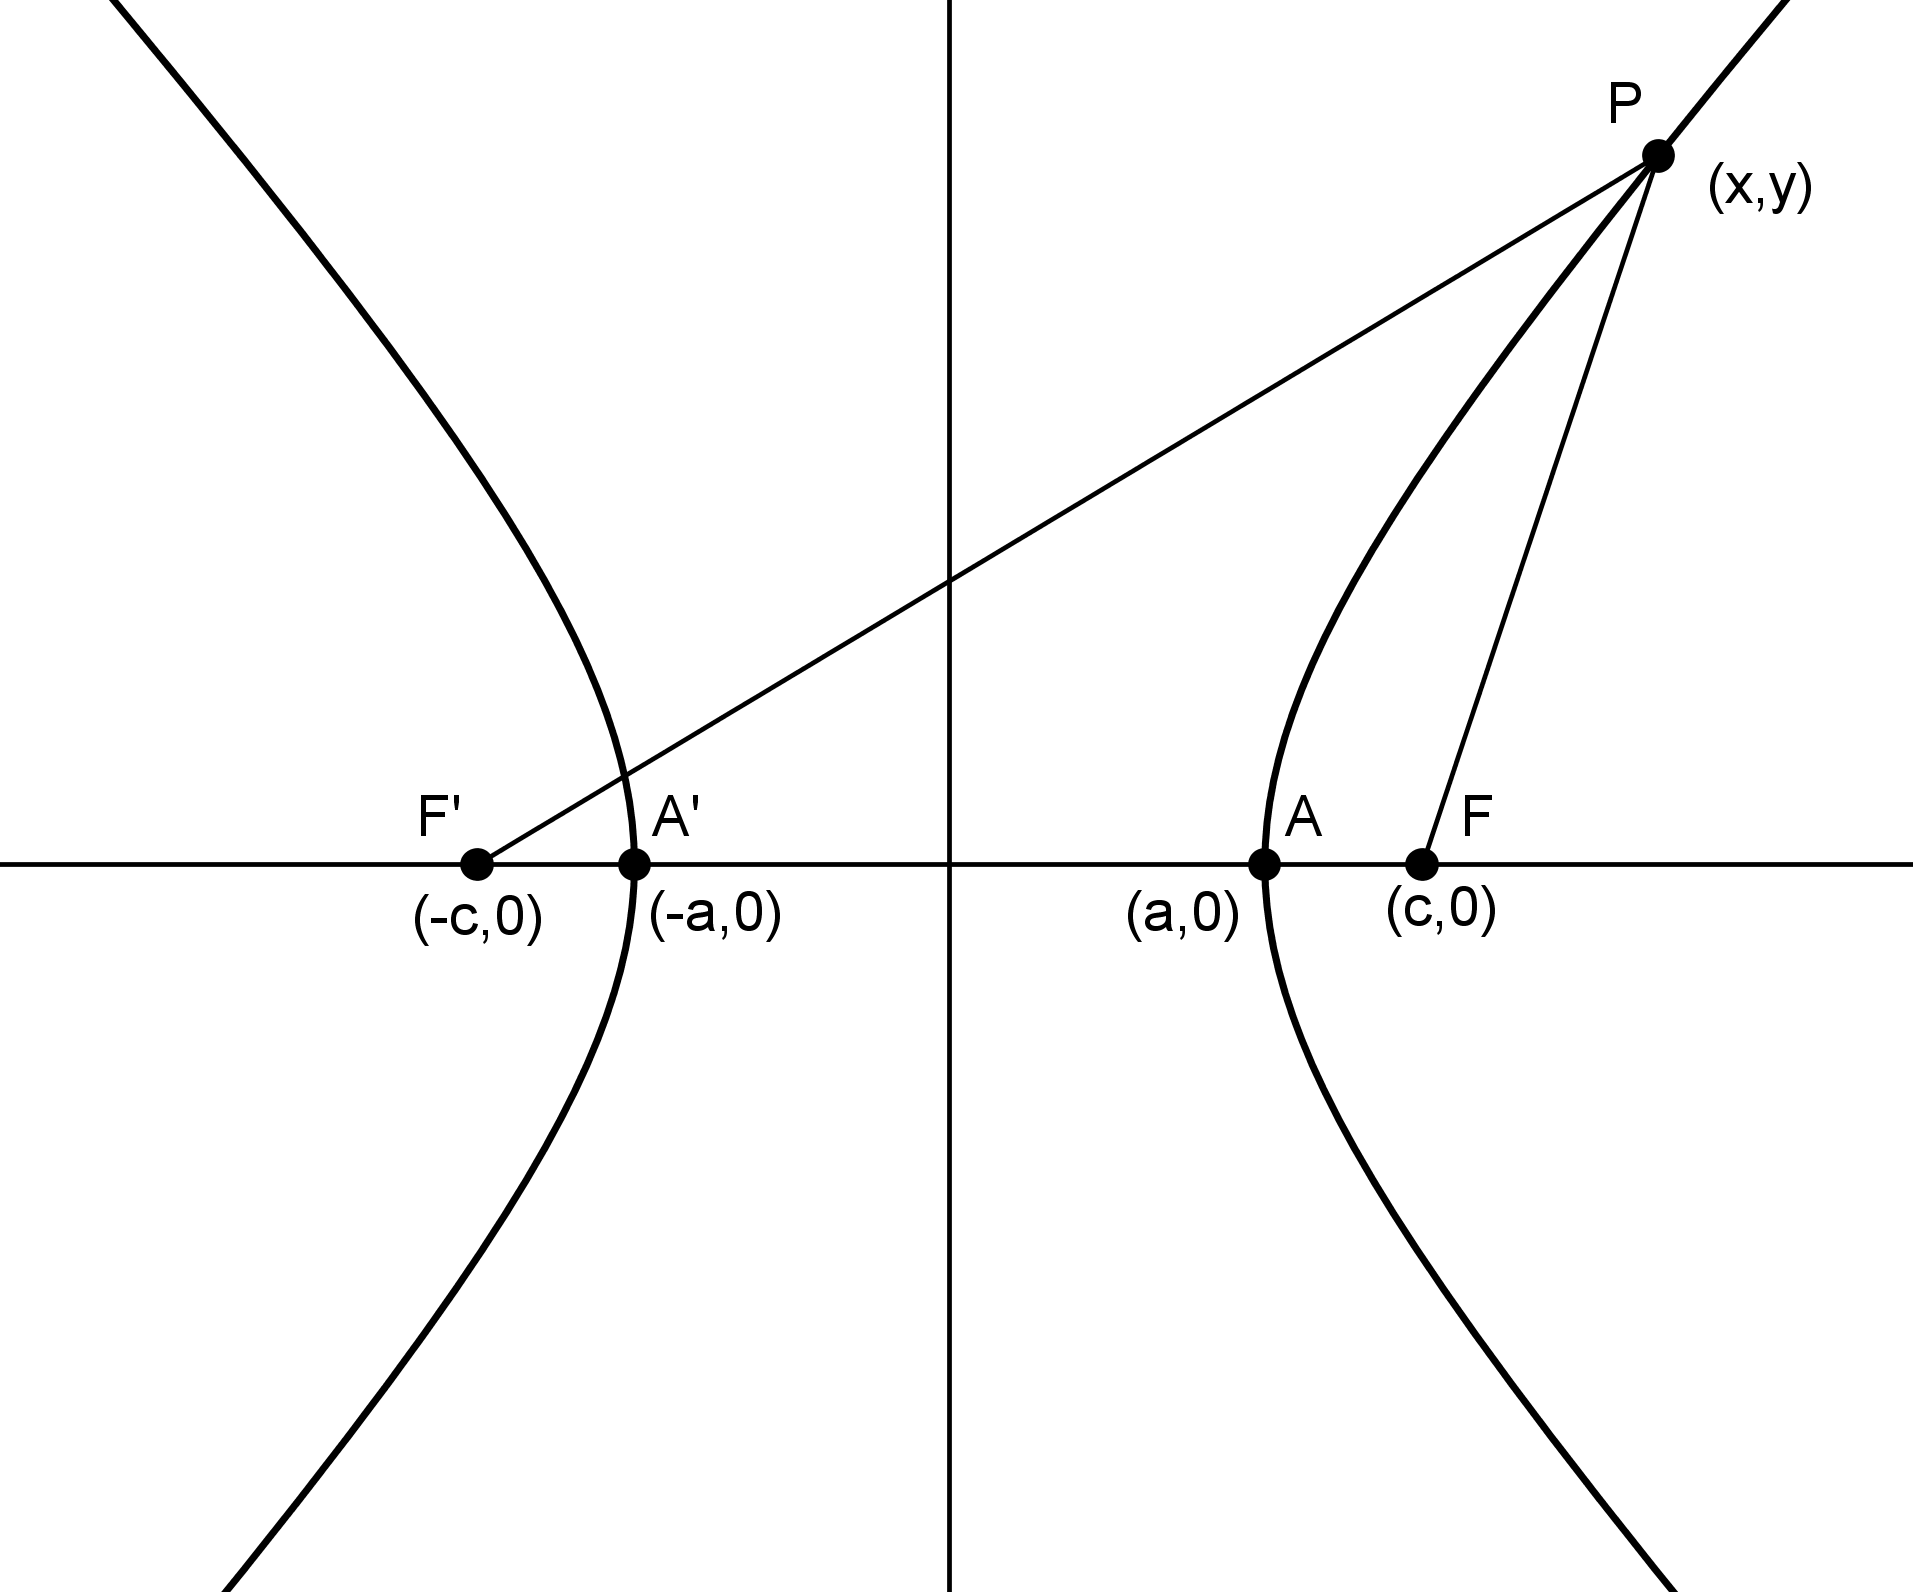 P
(x,y)
F'
A'
A
F
(-c,0)
(-a,0)
(a,0)
(c,0)